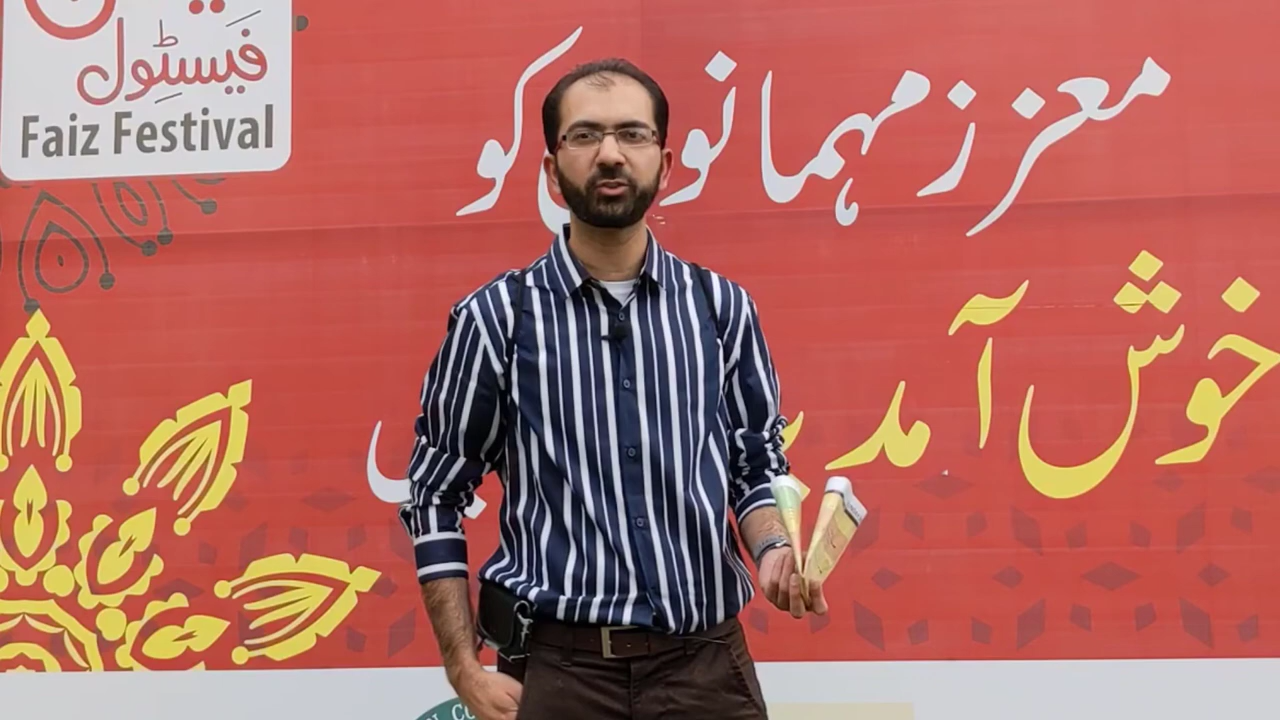 فیسٹول
Faiz Festival
معزز مہمانوں کو
خوش آمدید